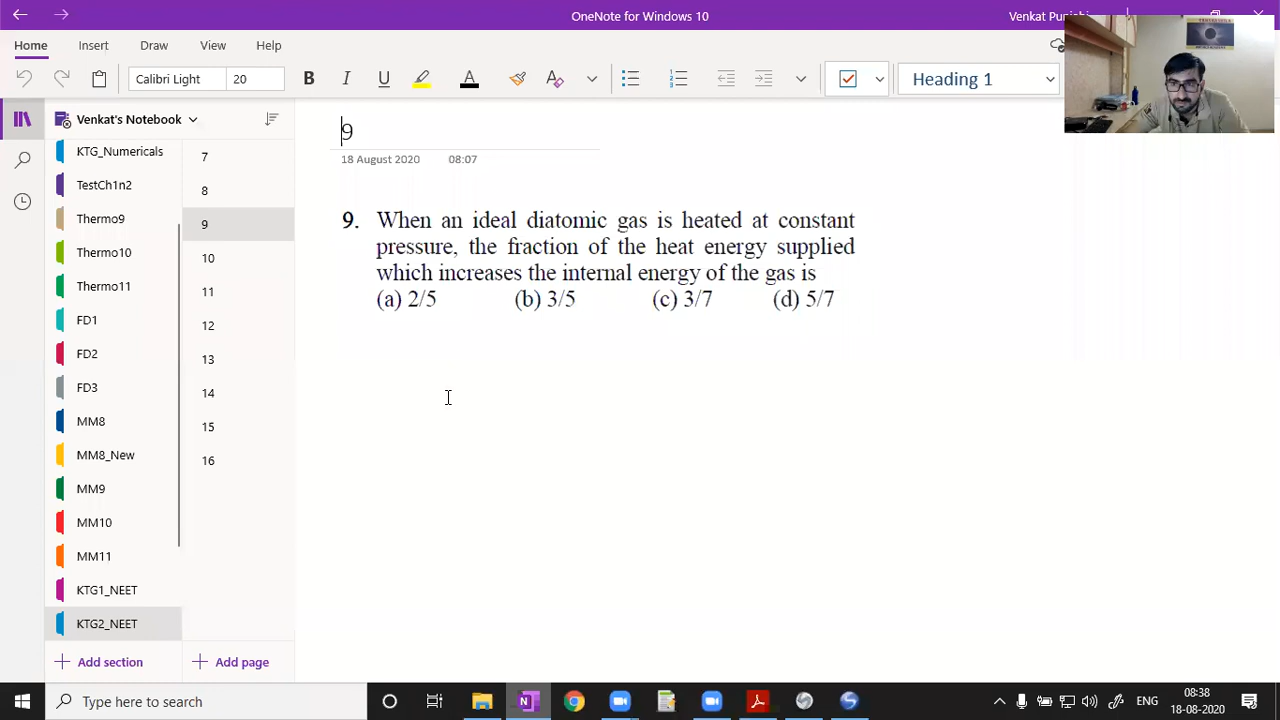 OneNote for Windows 10
Home
Insert
Draw
View
Help
Calibri Light
20
B
I
U
A
Heading 1
Venkat's Notebook
KTG_Numericals
TestCh1n2
Thermo9
Thermo10
Thermo11
FD1
FD2
FD3
MM8
MM8_New
MM9
MM10
MM11
KTG1_NEET
KTG2_NEET
Add section
7
8
9
10
11
12
13
14
15
16
Add page
9
18 August 2020 08:07
9. When an ideal diatomic gas is heated at constant
pressure, the fraction of the heat energy supplied
which increases the internal energy of the gas is
(a) 2/5 (b) 3/5 (c) 3/7 (d) 5/7
Type here to search
ENG
08:38
18-08-2020